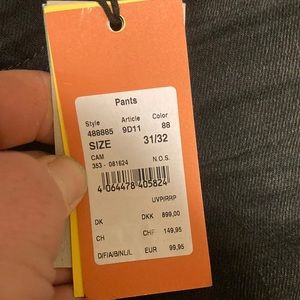 Pants
Style Article Color
488885 9D11 88
SIZE 31/32
CAM
353 - 081624 N.O.S.
4 064478 405824
UVP/RRP
DK DKK 899,00
CH CHF 149,95
D/F/A/B/NL/L EUR 99,95